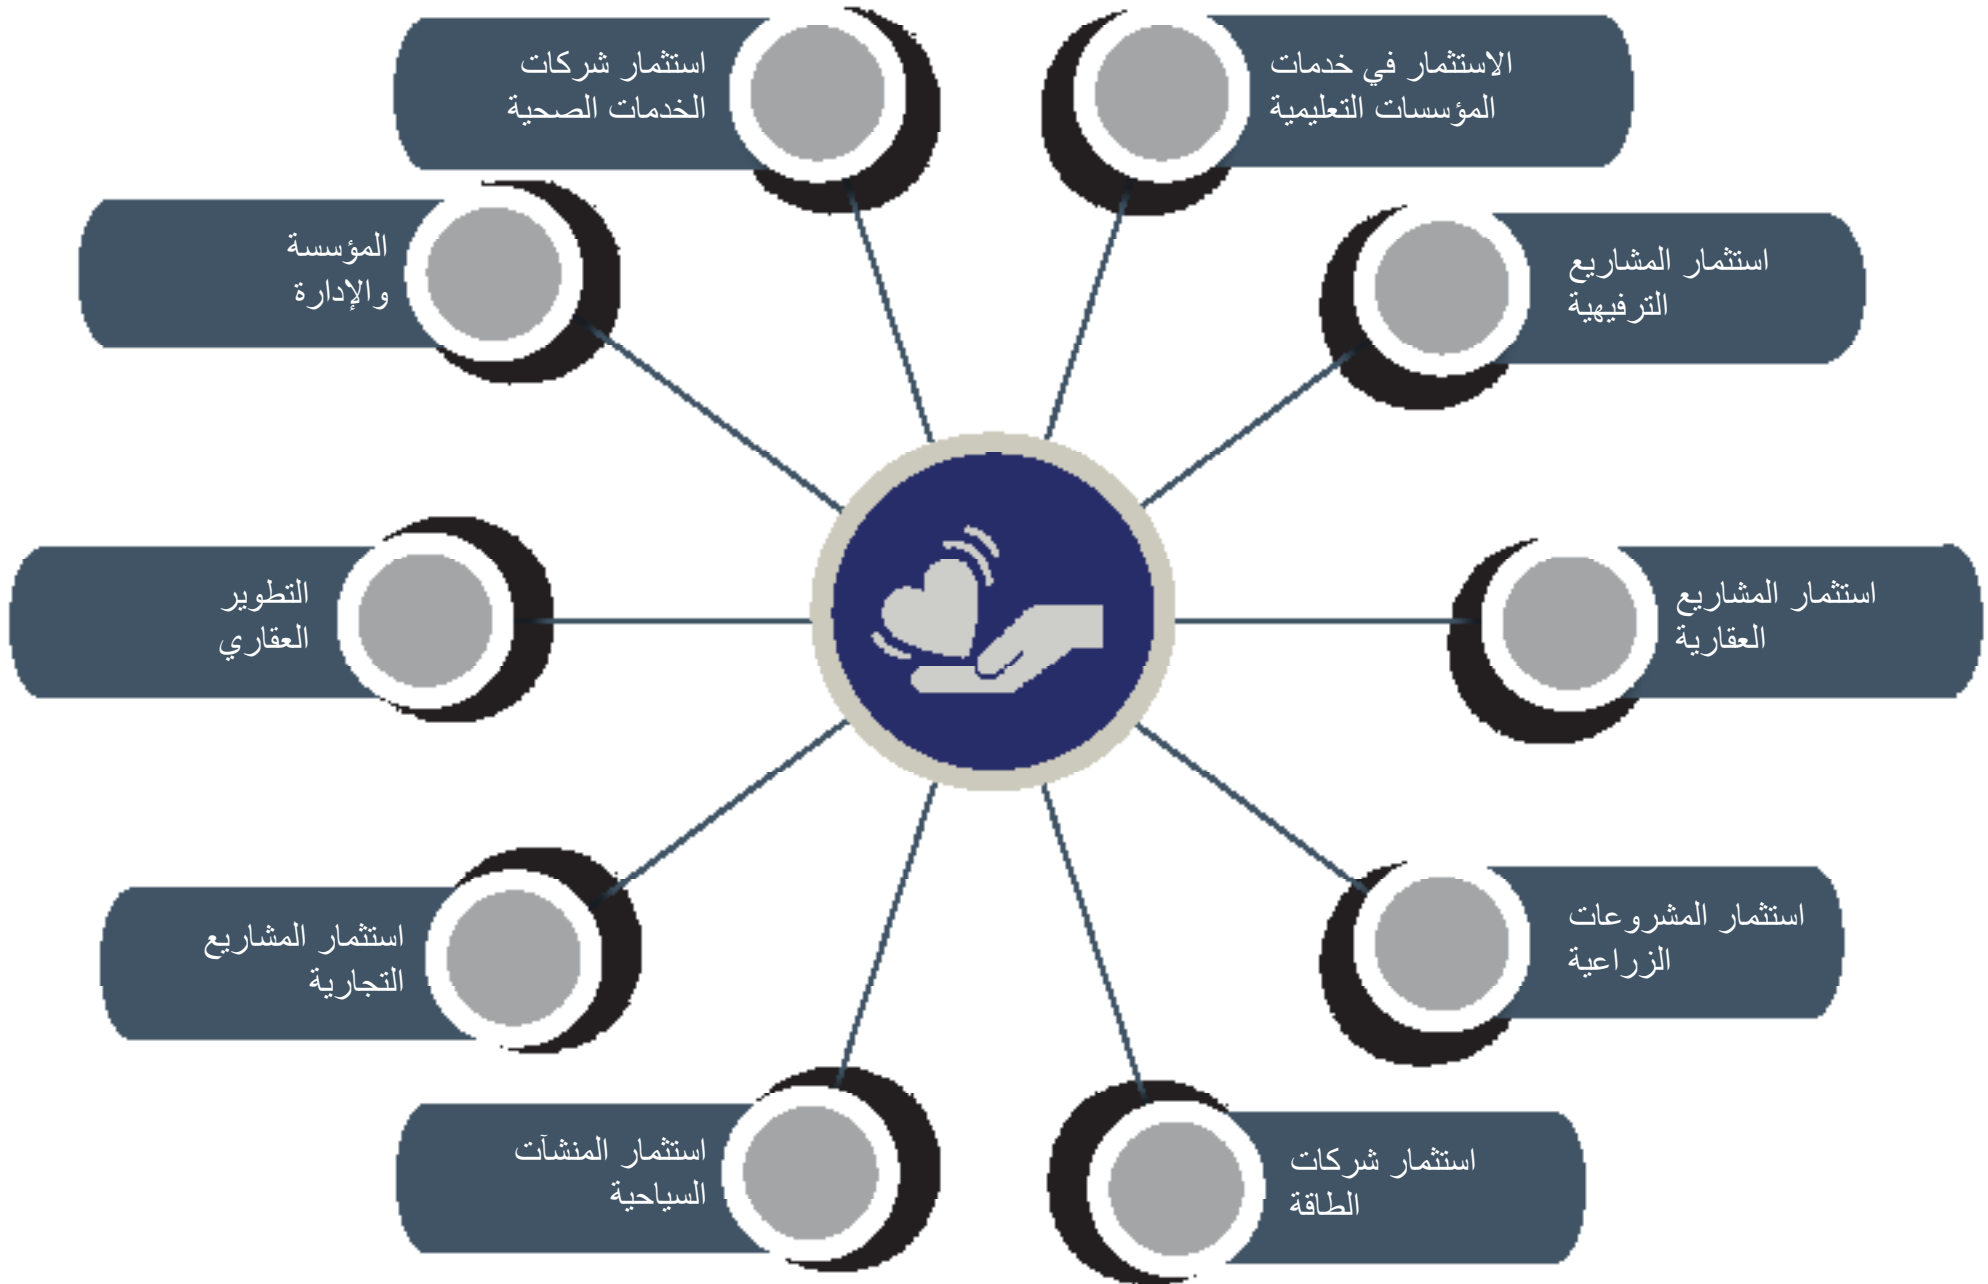 الاستثمار في خدمات
المؤسسات التعليمية
استثمار شركات
الخدمات الصحية
استثمار المشاريع
الترفيهية
المؤسسة
والإدارة
استثمار المشاريع
العقارية
التطوير
العقاري
استثمار المشروعات
الزراعية
استثمار المشاريع
التجارية
استثمار شركات
الطاقة
استثمار المنشآت
السياحية